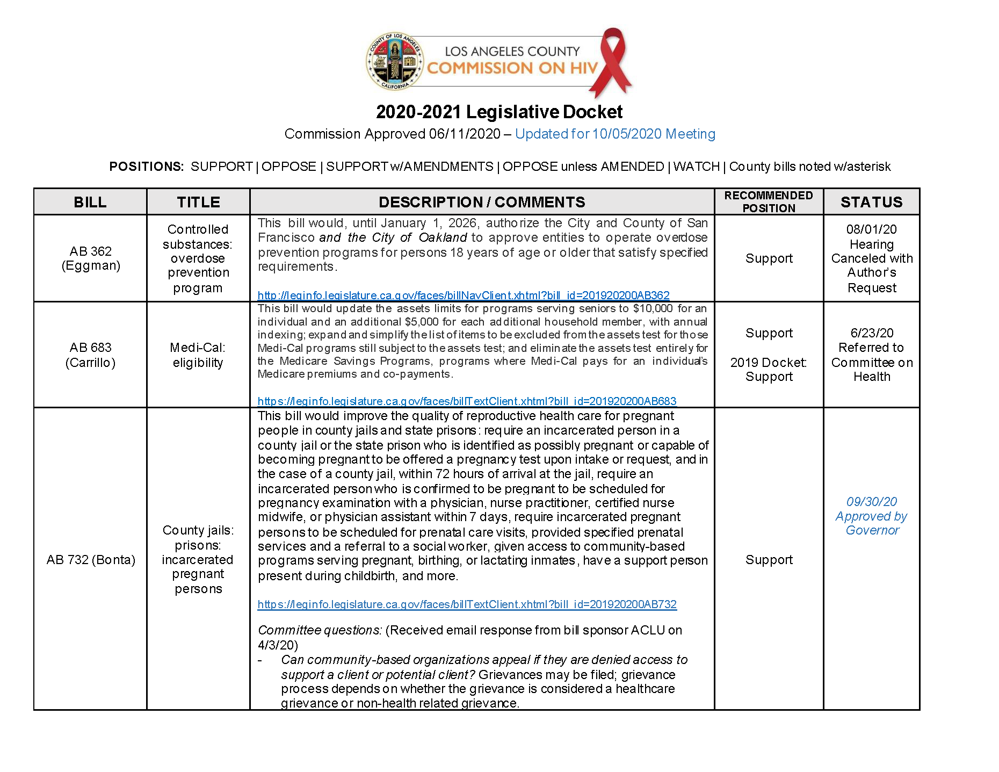 COUNTY OF LOS ANGELES
CALIFORNIA
LOS ANGELES COUNTY
COMMISSION ON HIV
2020-2021 Legislative Docket
Commission Approved 06/11/2020 – Updated for 10/05/2020 Meeting
POSITIONS: SUPPORT | OPPOSE | SUPPORT w/AMENDMENTS | OPPOSE unless AMENDED | WATCH | County bills noted w/asterisk
BILL
TITLE
DESCRIPTION / COMMENTS
RECOMMENDED
POSITION
STATUS
AB 362
(Eggman)
Controlled
substances:
overdose
prevention
program
This bill would, until January 1, 2026, authorize the City and County of San
Francisco and the City of Oakland to approve entities to operate overdose
prevention programs for persons 18 years of age or older that satisfy specified
requirements.
http://leginfo.legislature.ca.gov/faces/billNavClient.xhtml?bill_id=201920200AB362
Support
08/01/20
Hearing
Canceled with
Author's
Request
AB 683
(Carrillo)
Medi-Cal:
eligibility
This bill would update the assets limits for programs serving seniors to $10,000 for an
individual and an additional $5,000 for each additional household member, with annual
indexing; expand and simplify the list of items to be excluded from the assets test for those
Medi-Cal programs still subject to the assets test; and eliminate the assets test entirely for
the Medicare Savings Programs, programs where Medi-Cal pays for an individual's
Medicare premiums and co-payments.
https://leginfo.legislature.ca.gov/faces/billTextClient.xhtml?bill_id=201920200AB683
Support
2019 Docket:
Support
6/23/20
Referred to
Committee on
Health
AB 732 (Bonta)
County jails:
prisons:
incarcerated
pregnant
persons
This bill would improve the quality of reproductive health care for pregnant
people in county jails and state prisons: require an incarcerated person in a
county jail or the state prison who is identified as possibly pregnant or capable of
becoming pregnant to be offered a pregnancy test upon intake or request, and in
the case of a county jail, within 72 hours of arrival at the jail, require an
incarcerated person who is confirmed to be pregnant to be scheduled for
pregnancy examination with a physician, nurse practitioner, certified nurse
midwife, or physician assistant within 7 days, require incarcerated pregnant
persons to be scheduled for prenatal care visits, provided specified prenatal
services and a referral to a social worker, given access to community-based
programs serving pregnant, birthing, or lactating inmates, have a support person
present during childbirth, and more.
https://leginfo.legislature.ca.gov/faces/billTextClient.xhtml?bill_id=201920200AB732
Committee questions: (Received email response from bill sponsor ACLU on
4/3/20)
- Can community-based organizations appeal if they are denied access to
support a client or potential client? Grievances may be filed; grievance
process depends on whether the grievance is considered a healthcare
grievance or non-health related grievance.
Support
09/30/20
Approved by
Governor